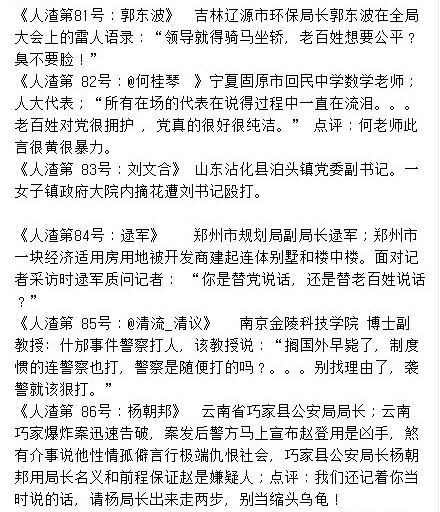 《人渣第81号：郭东波》　吉林辽源市环保局长郭东波在全局
大会上的雷人语录：“领导就得骑马坐轿，老百姓想要公平？
臭不要脸！”
《人渣第 82号：@何桂琴　》宁夏固原市回民中学数学老师；
人大代表；“所有在场的代表在说得过程中一直在流泪。。。
老百姓对党很拥护 ，党真的很好很纯洁。” 点评：何老师此
言很黄很暴力。
《人渣第 83号：刘文合》 山东沾化县泊头镇党委副书记。一
女子镇政府大院内摘花遭刘书记殴打。
《人渣第84号：逯军》　　郑州市规划局副局长逯军；郑州市
一块经济适用房用地被开发商建起连体别墅和楼中楼。面对记
者采访时逯军质问记者： “你是替党说话，还是替老百姓说话
？”
《人渣第 85号：@清流_清议》　 南京金陵科技学院 博士副
教授：什邡事件警察打人，该教授说：“搁国外早毙了，制度
惯的连警察也打，警察是随便打的吗？。。。别找理由了，袭
警就该狠打。”
《人渣第 86号：杨朝邦》　云南省巧家县公安局局长；云南
巧家爆炸案迅速告破，案发后警方马上宣布赵登用是凶手，煞
有介事说他性情孤僻言行极端仇恨社会，巧家县公安局长杨朝
邦用局长名义和前程保证赵是嫌疑人；点评：我们还记着你当
时说的话，请杨局长出来走两步，别当缩头乌龟！